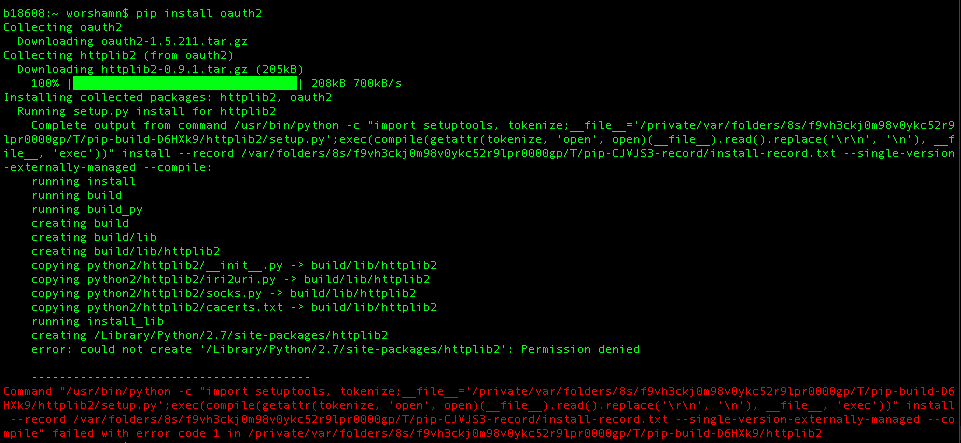 b18608:~ worshamn$ pip install oauth2
Collecting oauth2
Downloading oauth2-1.5.211.tar.gz
Collecting httplib2 (from oauth2)
Downloading httplib2-0.9.1.tar.gz (205kB)
100% |████████████████████████████████| 208kB 700kB/s
Installing collected packages: httplib2, oauth2
Running setup.py install for httplib2
Complete output from command /usr/bin/python -c "import setuptools, tokenize;__file__='/private/var/folders/8s/f9vh3ckj0m98v0ykc52r9
lpr0000gp/T/pip-build-D6HXk9/httplib2/setup.py';exec(compile(getattr(tokenize, 'open', open)(__file__).read().replace('\r\n', '\n'), __f
ile__, 'exec'))" install --record /var/folders/8s/f9vh3ckj0m98v0ykc52r9lpr0000gp/T/pip-CJVJS3-record/install-record.txt --single-version
-externally-managed --compile:
running install
running build
running build_py
creating build
creating build/lib
creating build/lib/httplib2
copying python2/httplib2/__init__.py -> build/lib/httplib2
copying python2/httplib2/iri2uri.py -> build/lib/httplib2
copying python2/httplib2/socks.py -> build/lib/httplib2
copying python2/httplib2/cacerts.txt -> build/lib/httplib2
running install_lib
creating /Library/Python/2.7/site-packages/httplib2
error: could not create '/Library/Python/2.7/site-packages/httplib2': Permission denied
----------------------------------------
Command "/usr/bin/python -c "import setuptools, tokenize;__file__='/private/var/folders/8s/f9vh3ckj0m98v0ykc52r9lpr0000gp/T/pip-build-D6
HXk9/httplib2/setup.py';exec(compile(getattr(tokenize, 'open', open)(__file__).read().replace('\r\n', '\n'), __file__, 'exec'))" install
--record /var/folders/8s/f9vh3ckj0m98v0ykc52r9lpr0000gp/T/pip-CJVJS3-record/install-record.txt --single-version-externally-managed --co
mpile" failed with error code 1 in /private/var/folders/8s/f9vh3ckj0m98v0ykc52r9lpr0000gp/T/pip-build-D6HXk9/httplib2